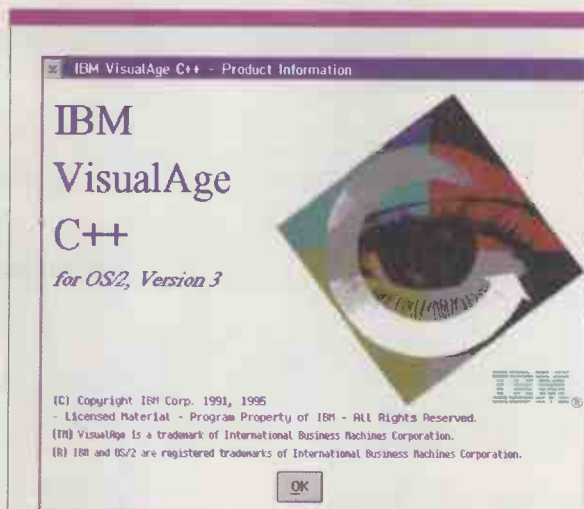 IBM VisualAge C++ - Product Information
IBM
VisualAge
C++
for OS/2, Version 3
IBM®
(C) Copyright IBM Corp. 1991, 1995
- Licensed Material - Program Property of IBM - All Rights Reserved.
(TM) VisualAge is a trademark of International Business Machines Corporation.
(R) IBM and OS/2 are registered trademarks of International Business Machines Corporation.
OK